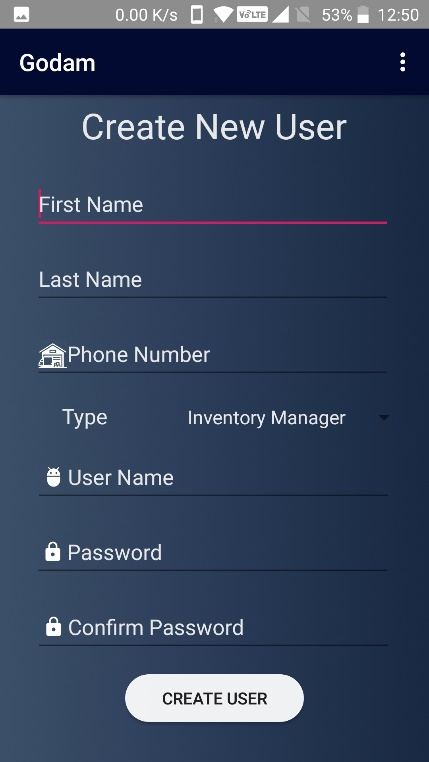 0.00 K/s VoLTE 53% 12:50
Godam
Create New User
First Name
Last Name
Phone Number
Type Inventory Manager
User Name
Password
Confirm Password
CREATE USER